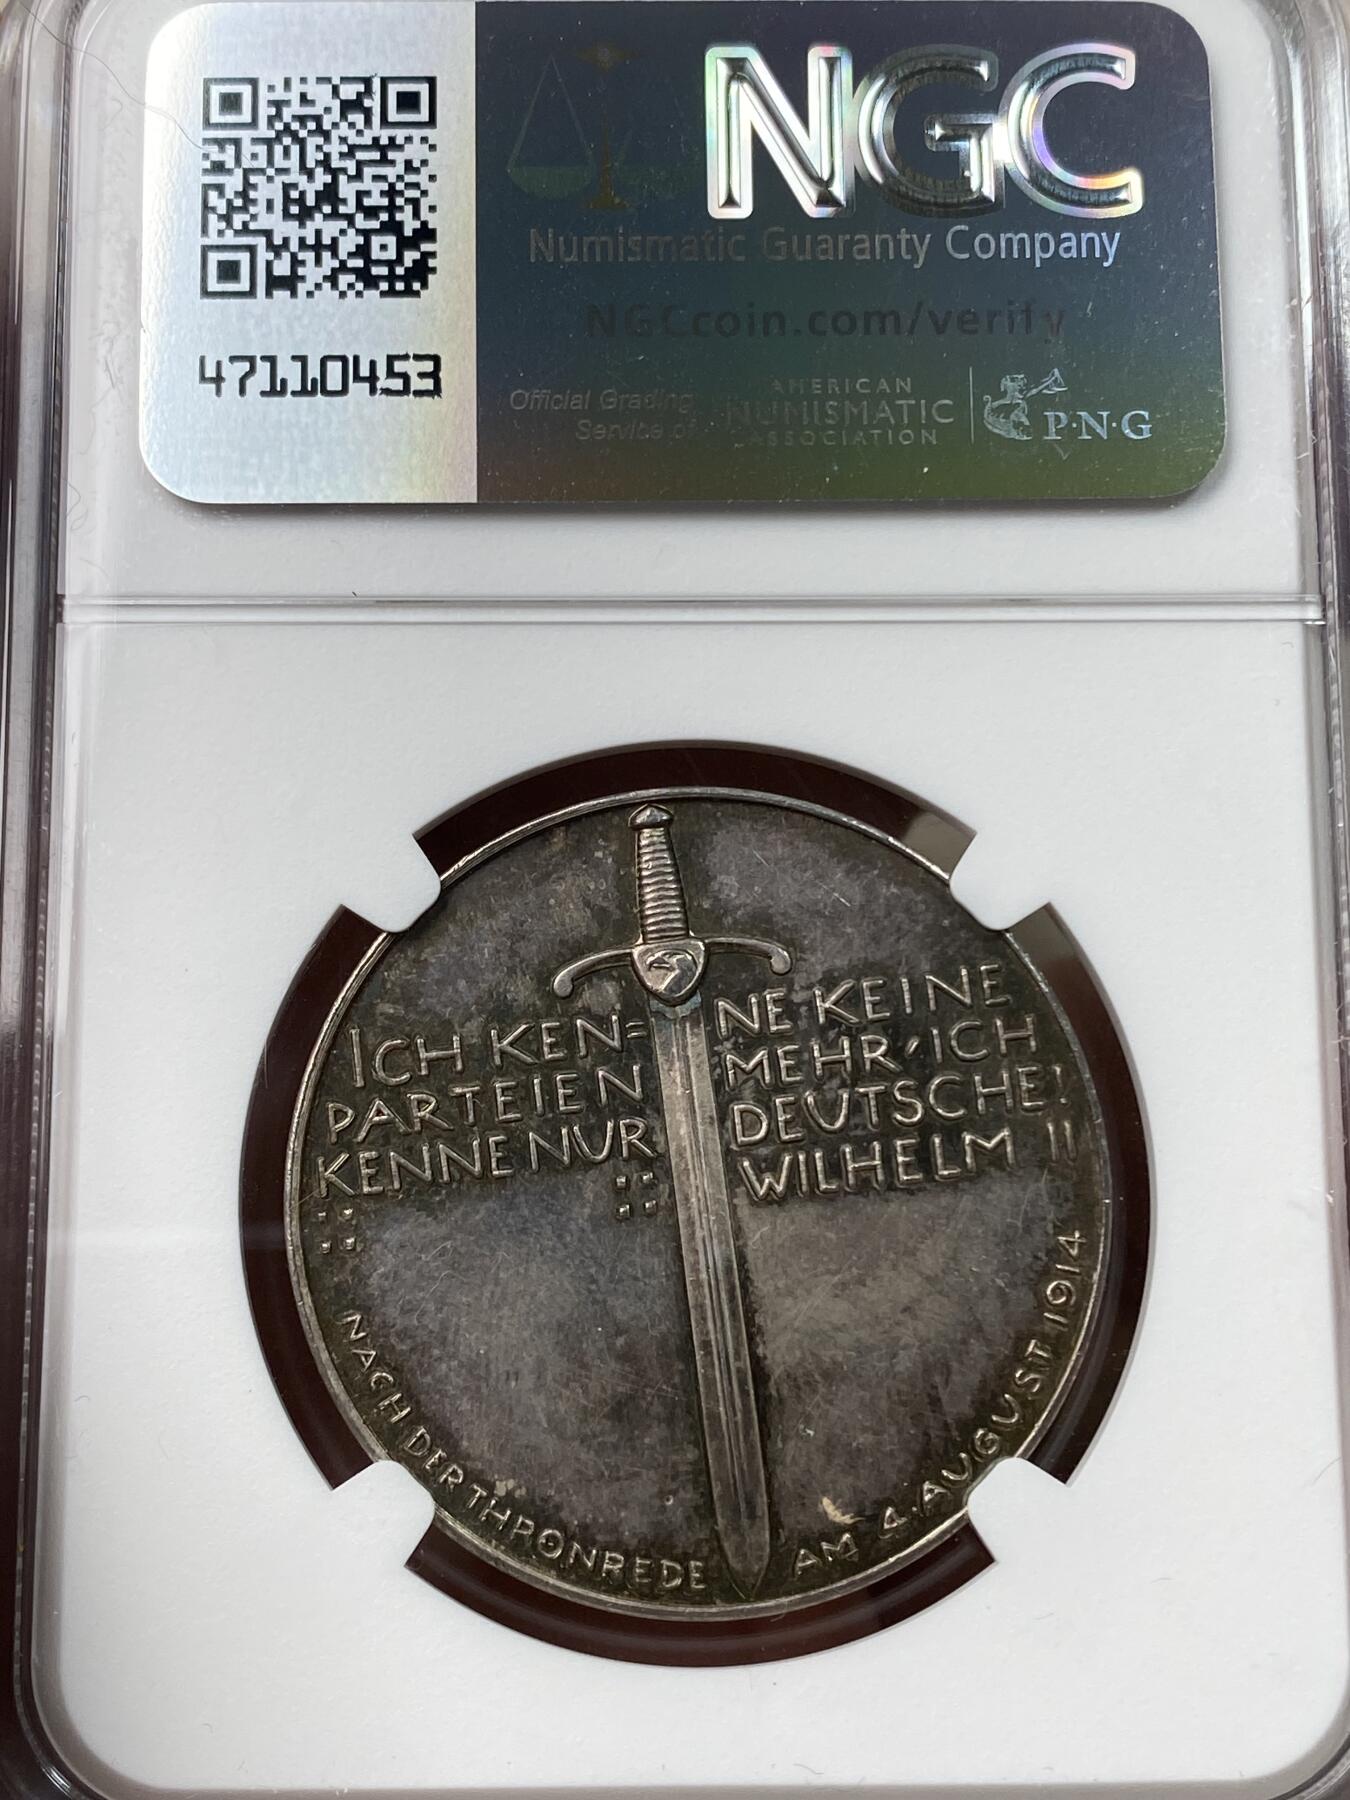 NGC
Numismatic Guaranty Company
NGCcoin.com/verify
47110453
Official Grading
Service of
AMERICAN
NUMISMATIC
ASSOCIATION
P·N·G
ICH KEN= NE KEINE
PARTEIEN MEHR, ICH
KENNE NUR DEUTSCHE!
WILHELM II
NACH DER THRONREDE AM 4. AUGUST 1914